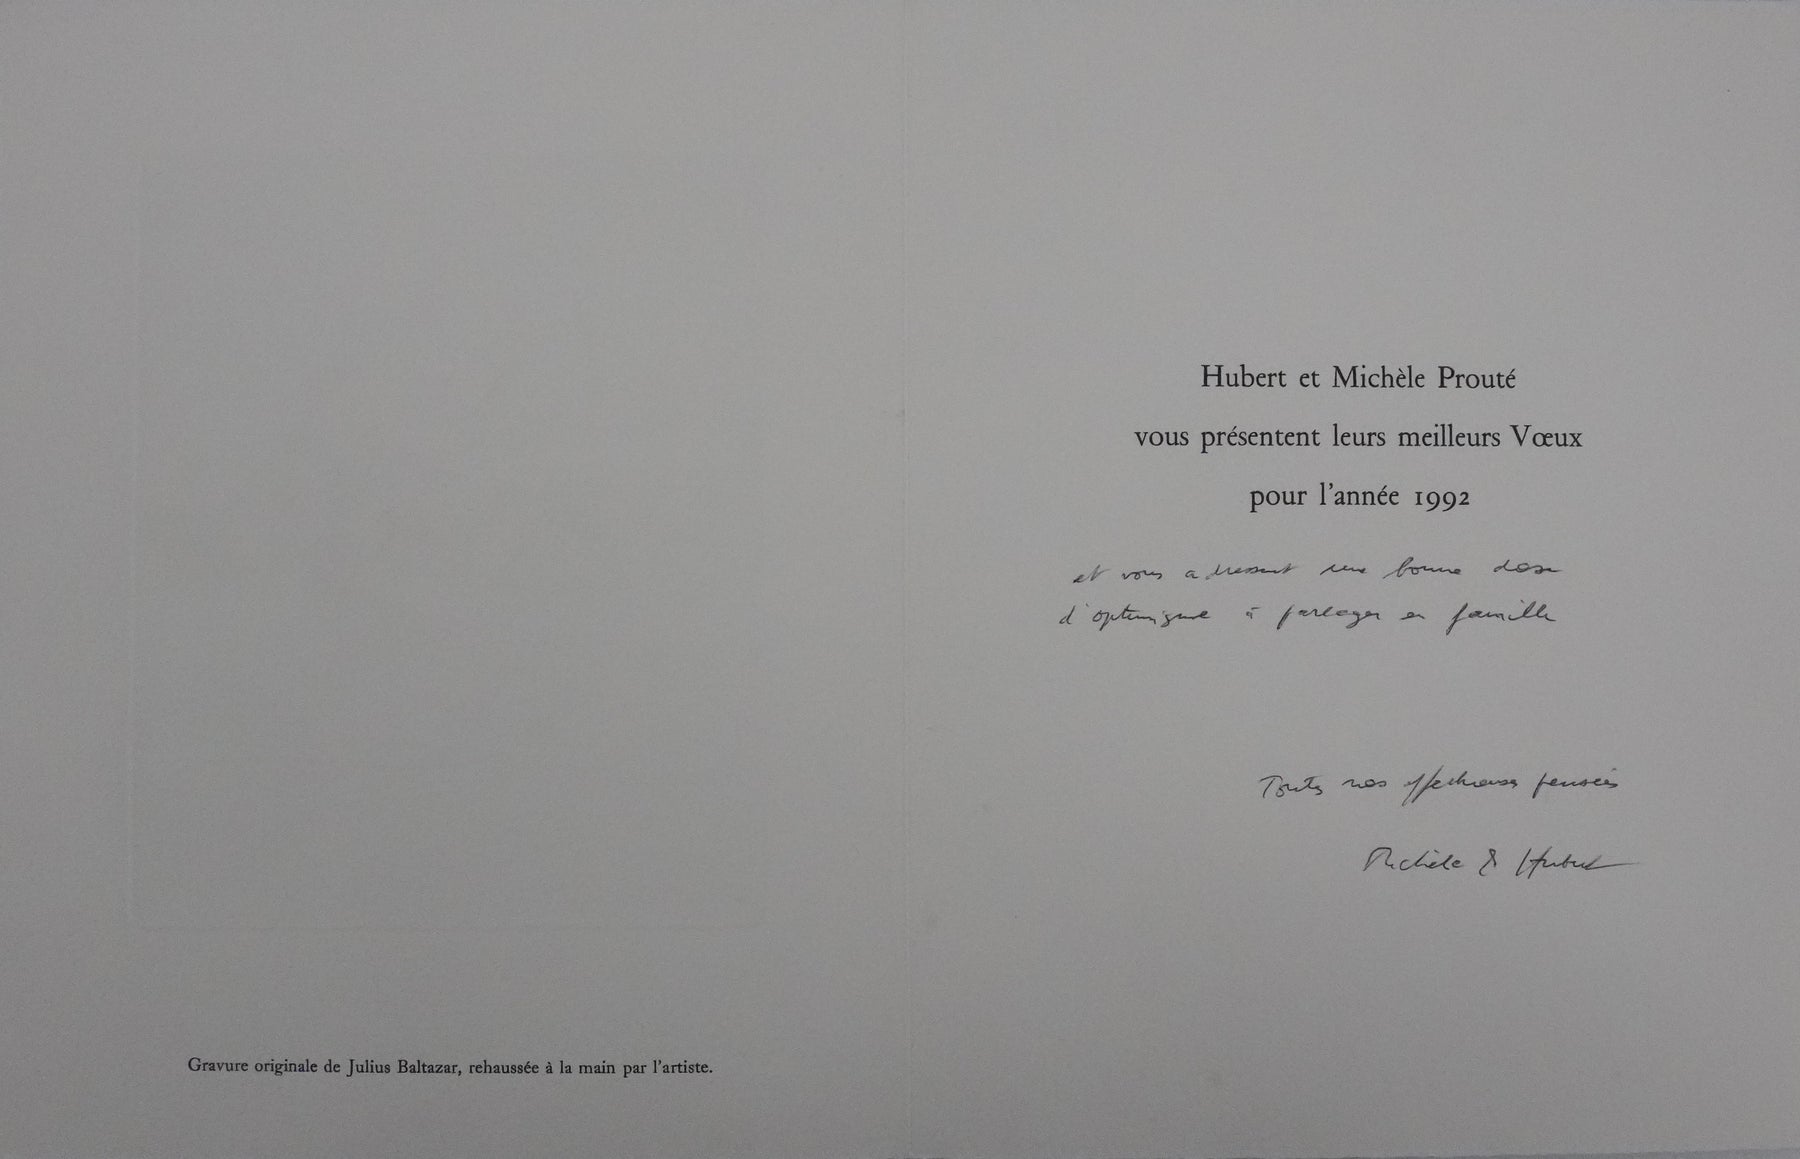 Gravure originale de Julius Baltazar, rehaussée à la main par l'artiste.
Hubert et Michèle Prouté
vous présentent leurs meilleurs Vœux
pour l'année 1992
et vous adressent une bonne dose
d'optimisme à partager en famille
Toutes nos affectueuses pensées
Michèle & Hubert